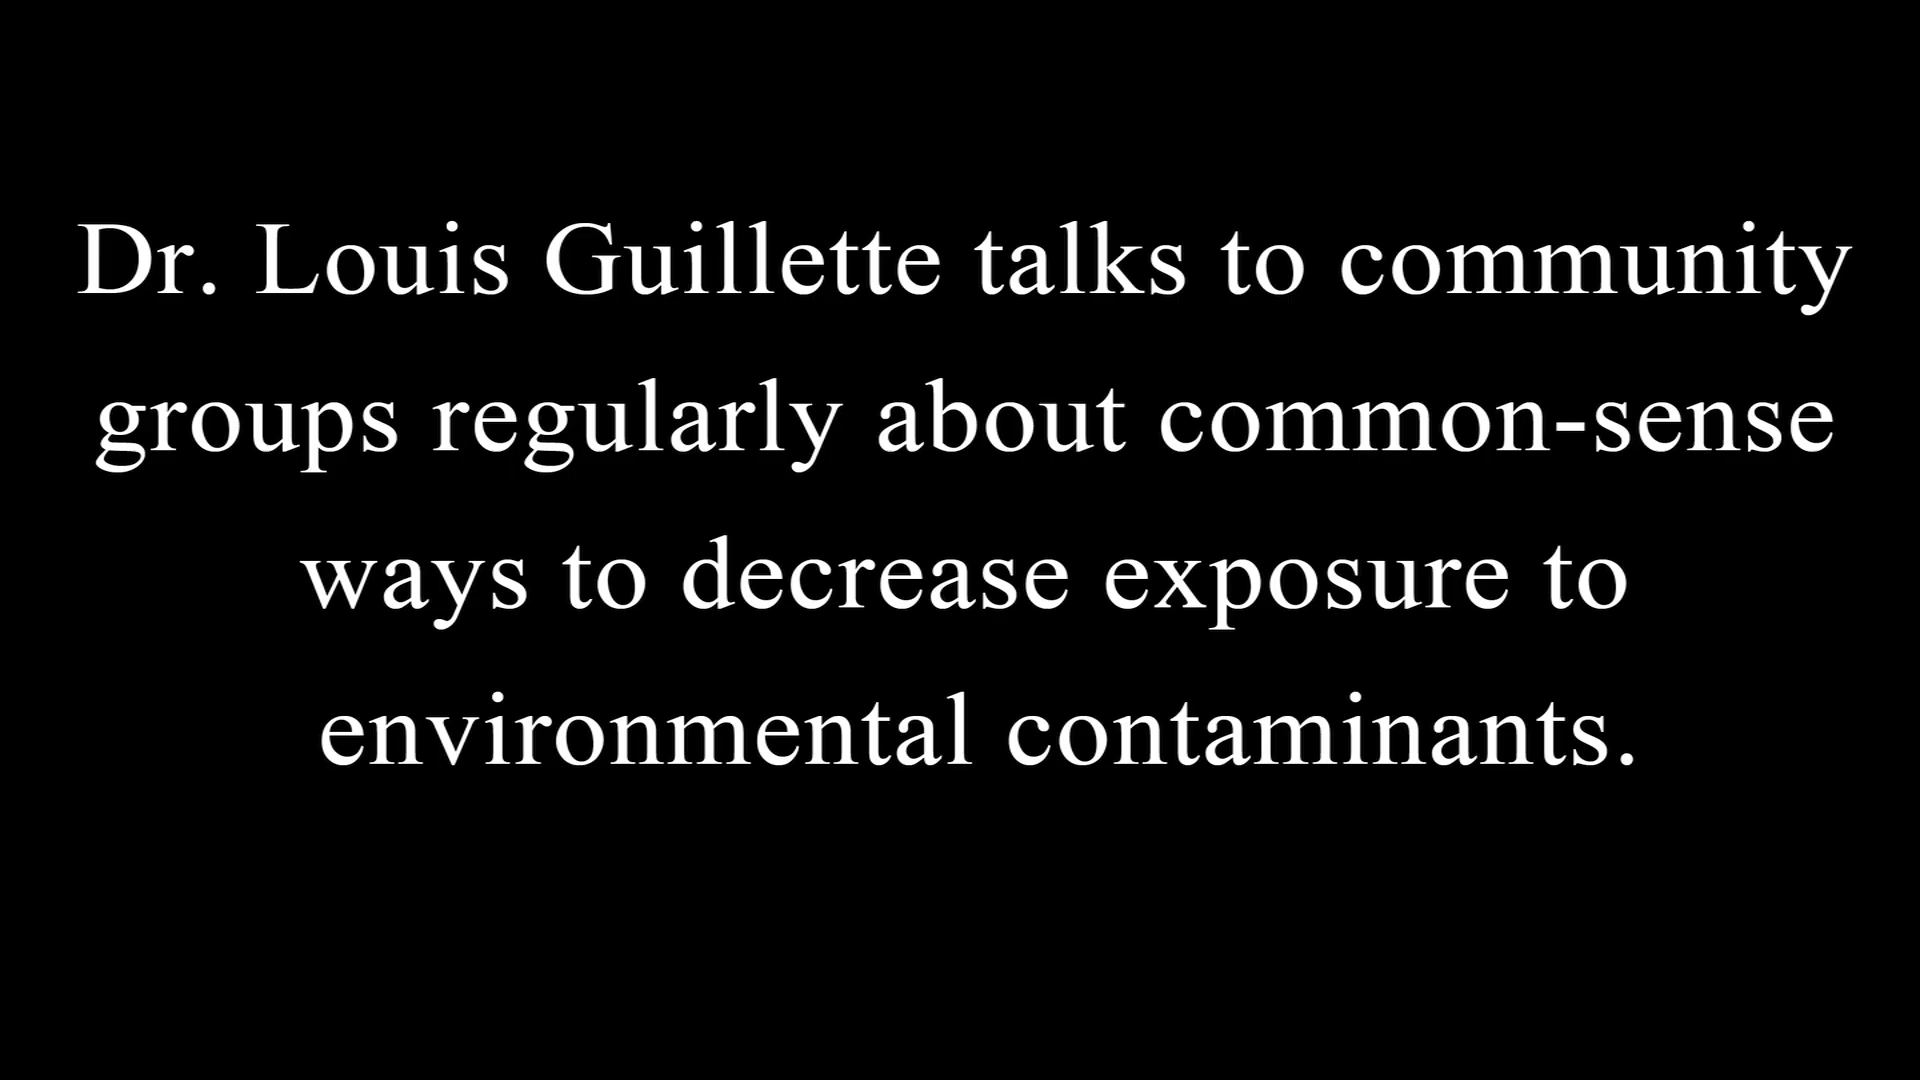 Dr. Louis Guillette talks to community
groups regularly about common-sense
ways to decrease exposure to
environmental contaminants.